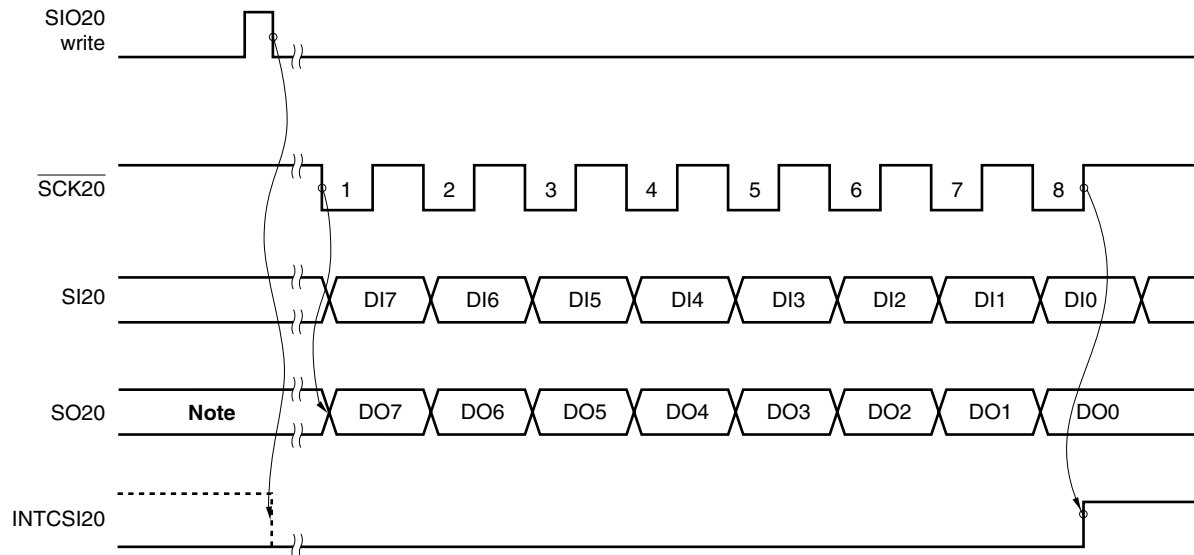 SIO20
write
SCK20
1 2 3 4 5 6 7 8
SI20
DI7 DI6 DI5 DI4 DI3 DI2 DI1 DI0
SO20
Note DO7 DO6 DO5 DO4 DO3 DO2 DO1 DO0
INTCSI20